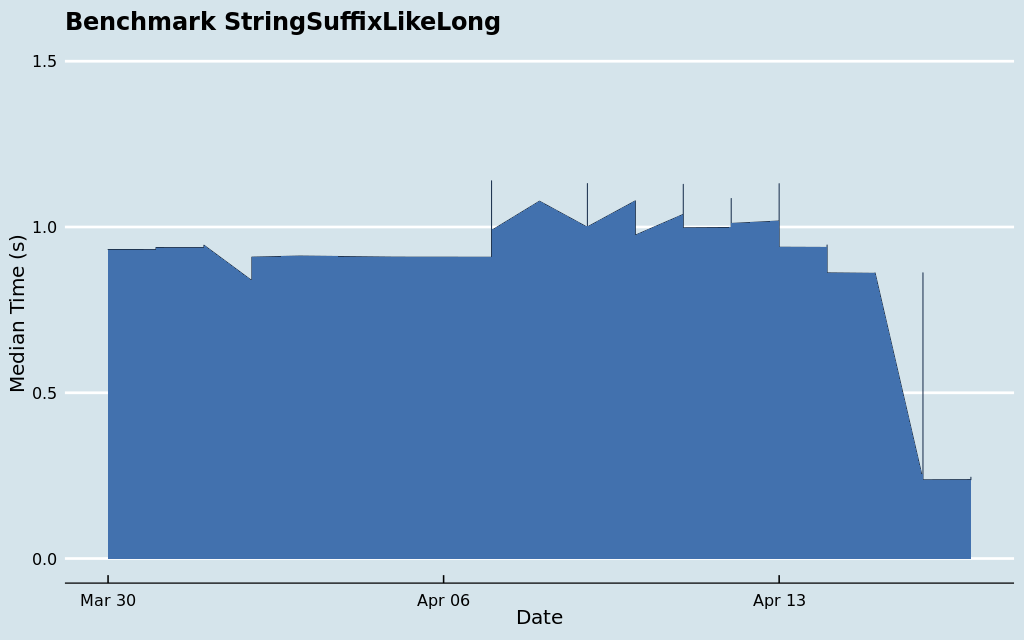 Benchmark StringSuffixLikeLong
1.5
1.0
0.5
0.0
Median Time (s)
Mar 30
Apr 06
Apr 13
Date